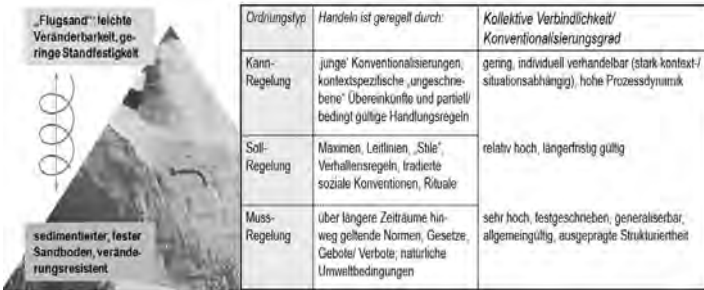 „Flugsand“: leichte
Veränderbarkeit, ge-
ringe Standfestigkeit
sedimentierter, fester
Sandboden, verände-
rungsresistent
Ordnungstyp
Handeln ist geregelt durch:
Kollektive Verbindlichkeit/
Konventionalisierungsgrad
Kann-
Regelung
‚junge‘ Konventionalisierungen,
kontextspezifische „ungeschrie-
bene“ Übereinkünfte und partiell/
bedingt gültige Handlungsregeln
gering, individuell verhandelbar (stark kontext-/
situationsabhängig), hohe Prozessdynamik
Soll-
Regelung
Maximen, Leitlinien, „Stile“,
Verhaltensregeln, tradierte
soziale Konventionen, Rituale
relativ hoch, längerfristig gültig
Muss-
Regelung
über längere Zeiträume hin-
weg geltende Normen, Gesetze,
Gebote/ Verbote; natürliche
Umweltbedingungen
sehr hoch, festgeschrieben, generalisierbar,
allgemeingültig, ausgeprägte Strukturiertheit